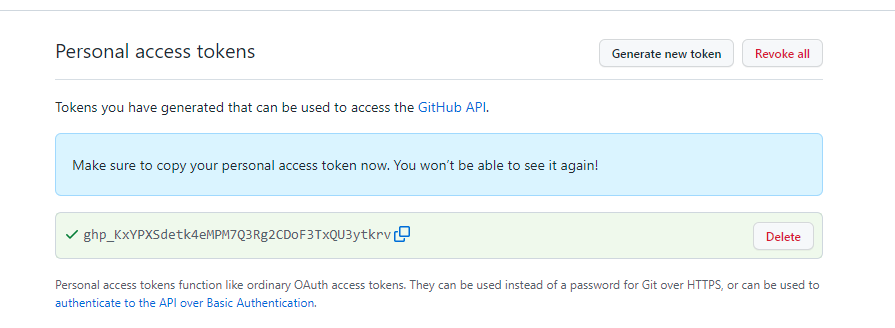 Personal access tokens
Generate new token
Revoke all
Tokens you have generated that can be used to access the GitHub API.
Make sure to copy your personal access token now. You won't be able to see it again!
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
Delete
Personal access tokens function like ordinary OAuth access tokens. They can be used instead of a password for Git over HTTPS, or can be used to
authenticate to the API over Basic Authentication.